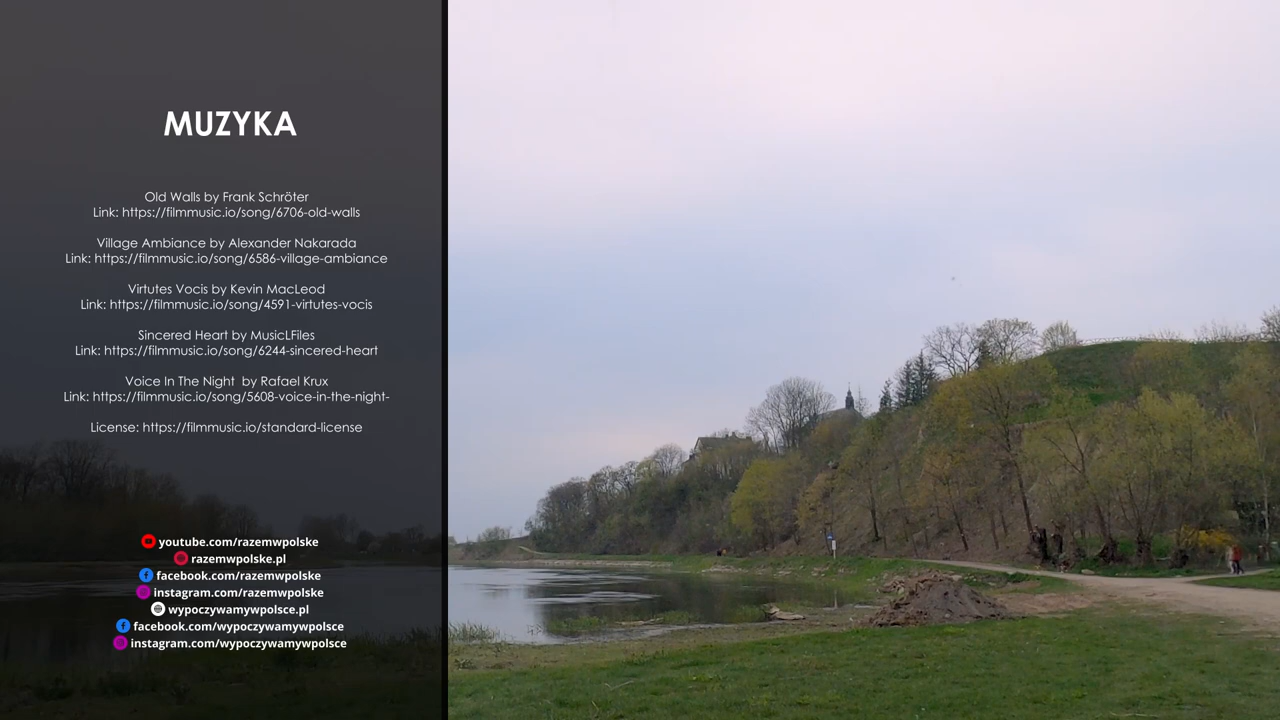 MUZYKA
Old Walls by Frank Schröter
Link: https://filmmusic.io/song/6706-old-walls
Village Ambiance by Alexander Nakarada
Link: https://filmmusic.io/song/6586-village-ambiance
Virtutes Vocis by Kevin MacLeod
Link: https://filmmusic.io/song/4591-virtutes-vocis
Sincered Heart by MusicLFiles
Link: https://filmmusic.io/song/6244-sincered-heart
Voice In The Night  by Rafael Krux
Link: https://filmmusic.io/song/5608-voice-in-the-night-
License: https://filmmusic.io/standard-license
youtube.com/razemwpolske
razemwpolske.pl
facebook.com/razemwpolske
instagram.com/razemwpolske
wypoczywamywpolsce.pl
facebook.com/wypoczywamywpolsce
instagram.com/wypoczywamywpolsce